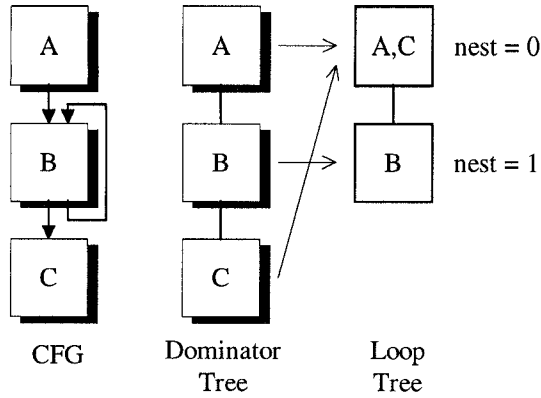 A
A
A,C
nest = 0
B
B
B
nest = 1
C
C
CFG
Dominator
Tree
Loop
Tree